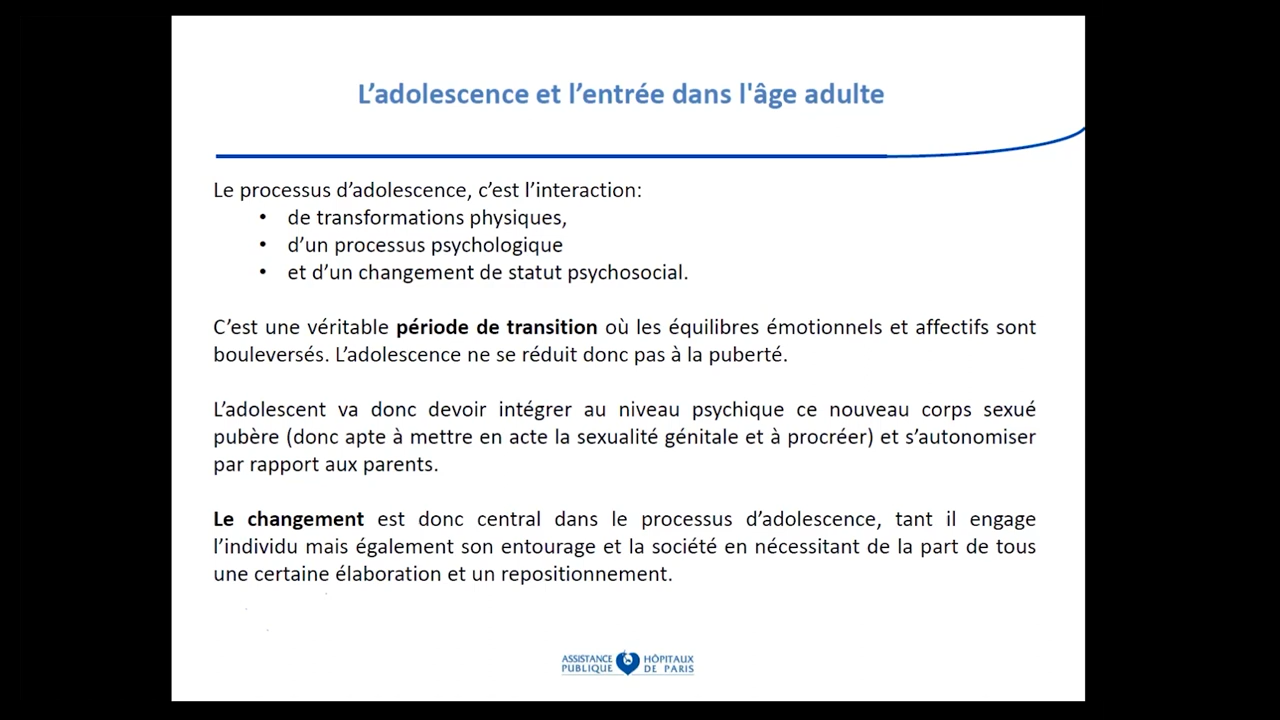 L’adolescence et l’entrée dans l'âge adulte
Le processus d’adolescence, c’est l’interaction:
• de transformations physiques,
• d’un processus psychologique
• et d’un changement de statut psychosocial.
C’est une véritable période de transition où les équilibres émotionnels et affectifs sont
bouleversés. L’adolescence ne se réduit donc pas à la puberté.
L’adolescent va donc devoir intégrer au niveau psychique ce nouveau corps sexué
pubère (donc apte à mettre en acte la sexualité génitale et à procréer) et s’autonomiser
par rapport aux parents.
Le changement est donc central dans le processus d’adolescence, tant il engage
l’individu mais également son entourage et la société en nécessitant de la part de tous
une certaine élaboration et un repositionnement.
ASSISTANCE HÔPITAUX
PUBLIQUE DE PARIS